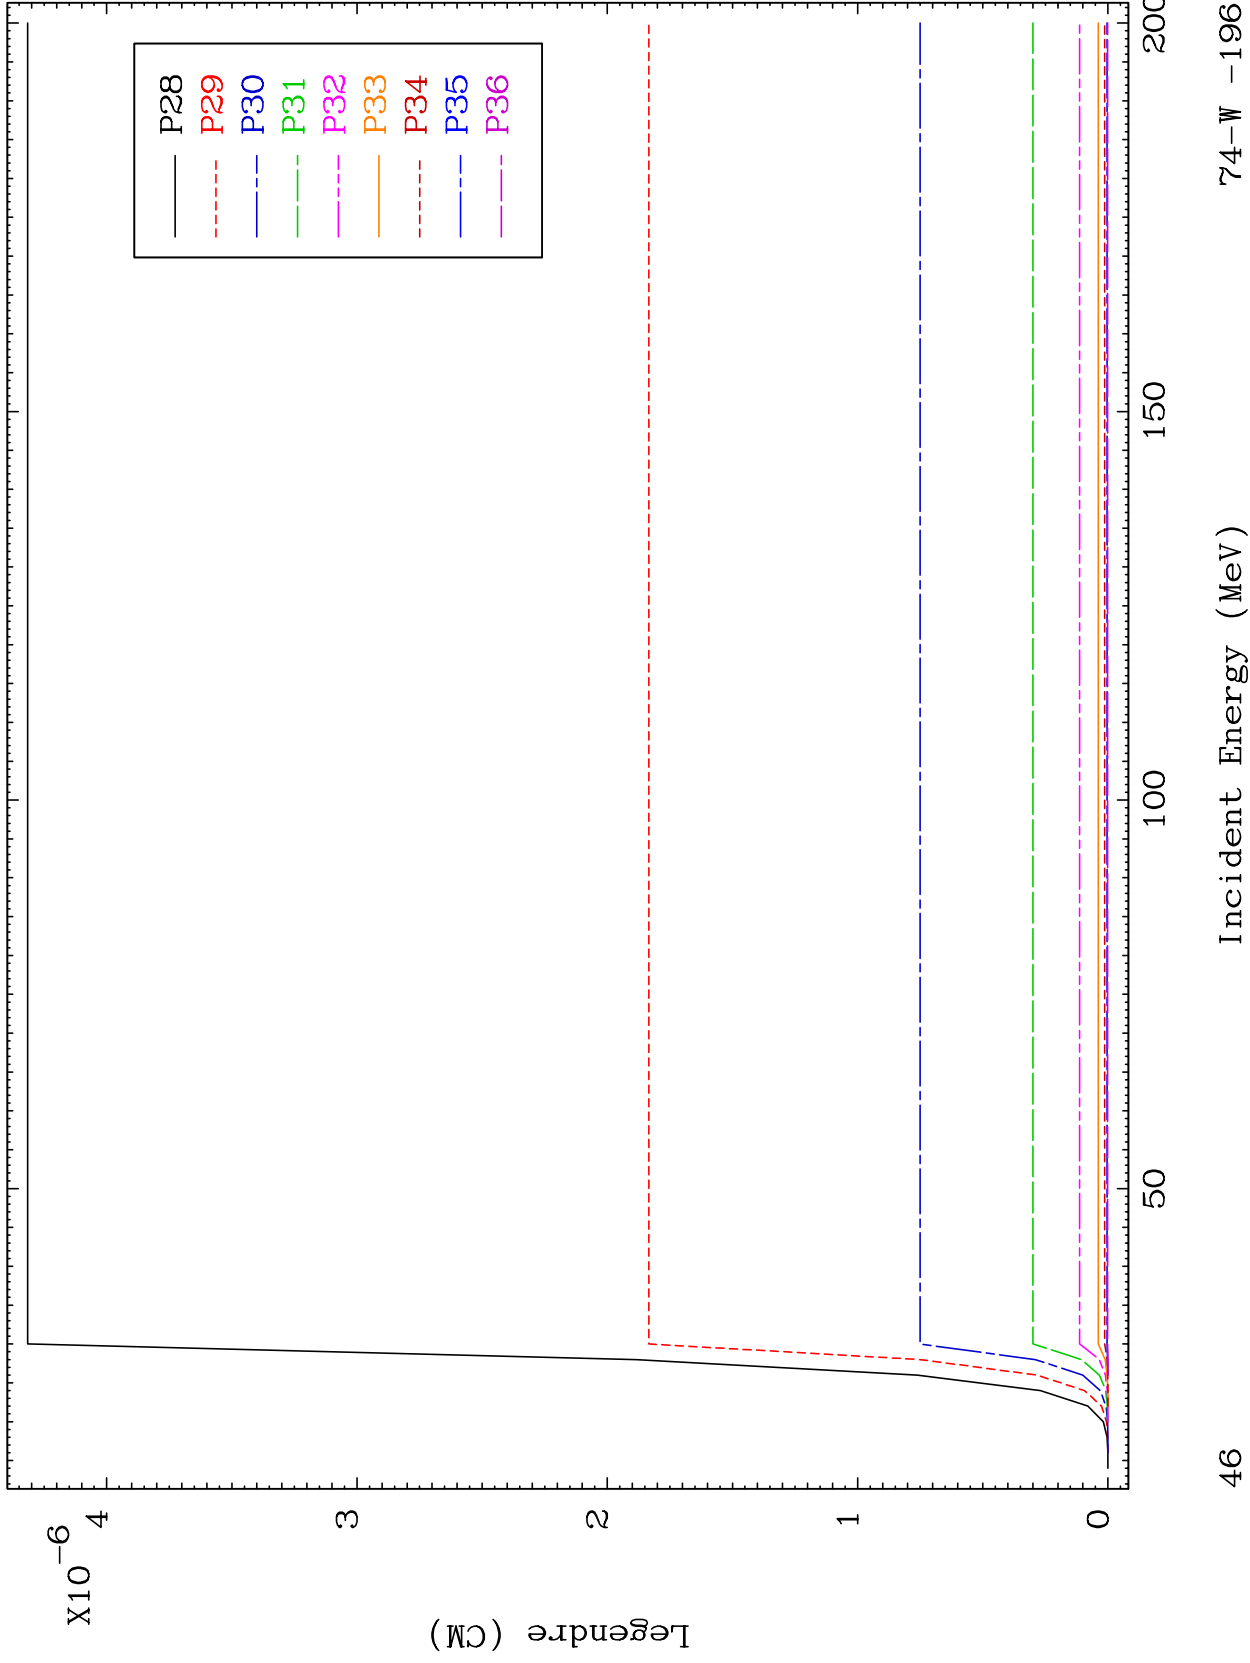 X10
-6
4
3
2
1
0
Legendre (CM)
P28
P29
P30
P31
P32
P33
P34
P35
P36
50
100
150
200
Incident Energy (MeV)
46
74-W -196